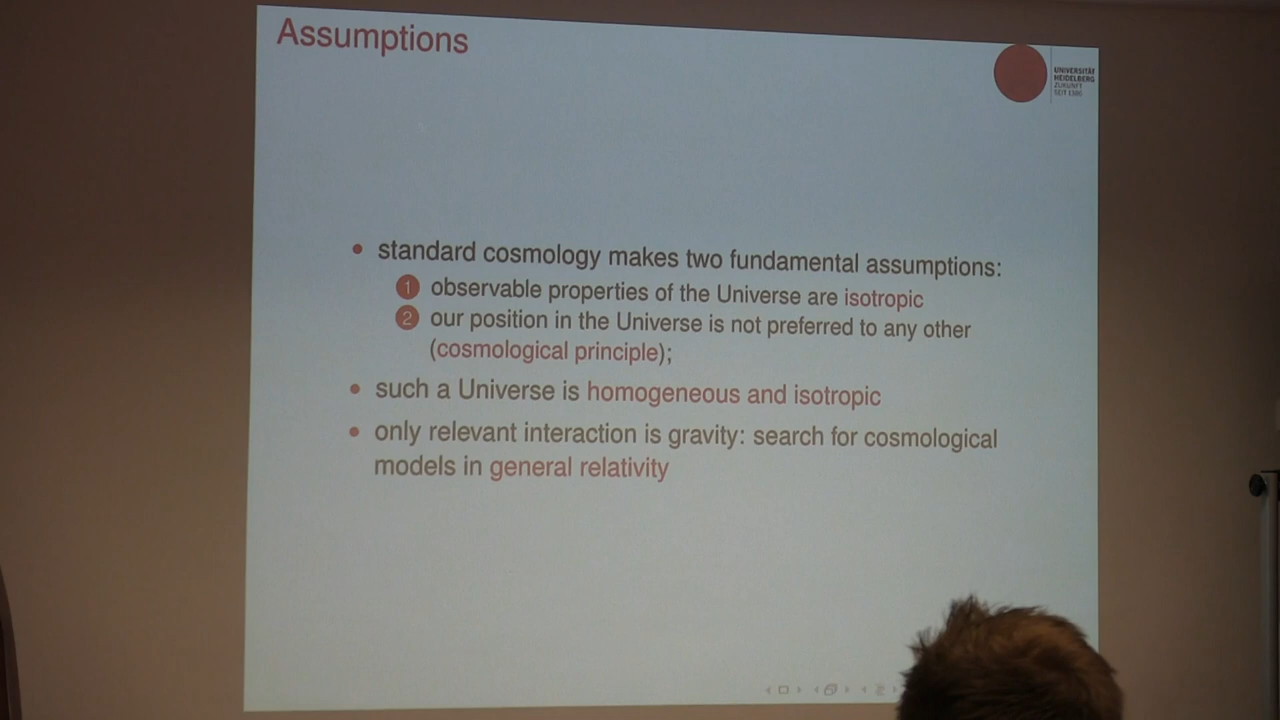 Assumptions
UNIVERSITÄT
HEIDELBERG
ZUKUNFT
SEIT 1386
• standard cosmology makes two fundamental assumptions:
1 observable properties of the Universe are isotropic
2 our position in the Universe is not preferred to any other
(cosmological principle);
• such a Universe is homogeneous and isotropic
• only relevant interaction is gravity: search for cosmological
models in general relativity